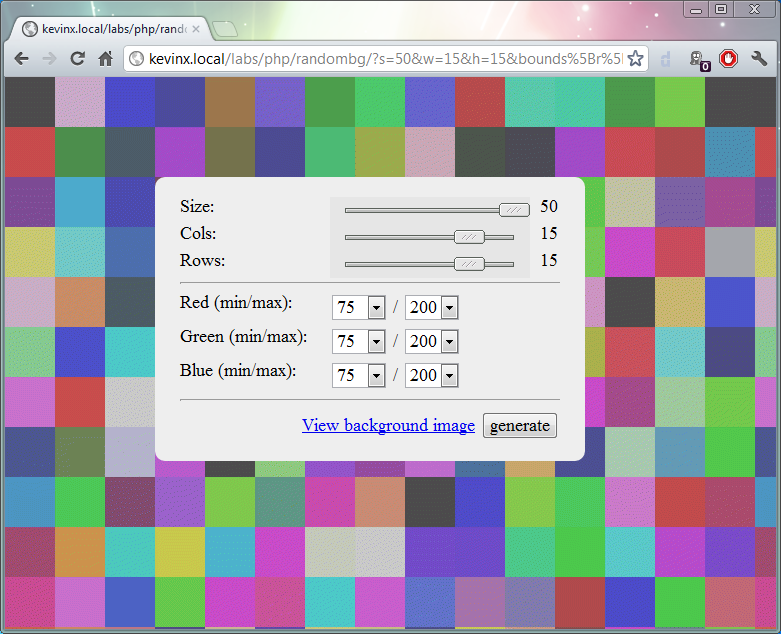 kevinx.local/labs/php/rando
kevinx.local/labs/php/randombg/?s=50&w=15&h=15&bounds%5Br%5
0
Size: 50
Cols: 15
Rows: 15
Red (min/max): 75 / 200
Green (min/max): 75 / 200
Blue (min/max): 75 / 200
View background image generate